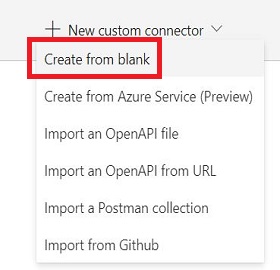 + New custom connector
Create from blank
Create from Azure Service (Preview)
Import an OpenAPI file
Import an OpenAPI from URL
Import a Postman collection
Import from Github